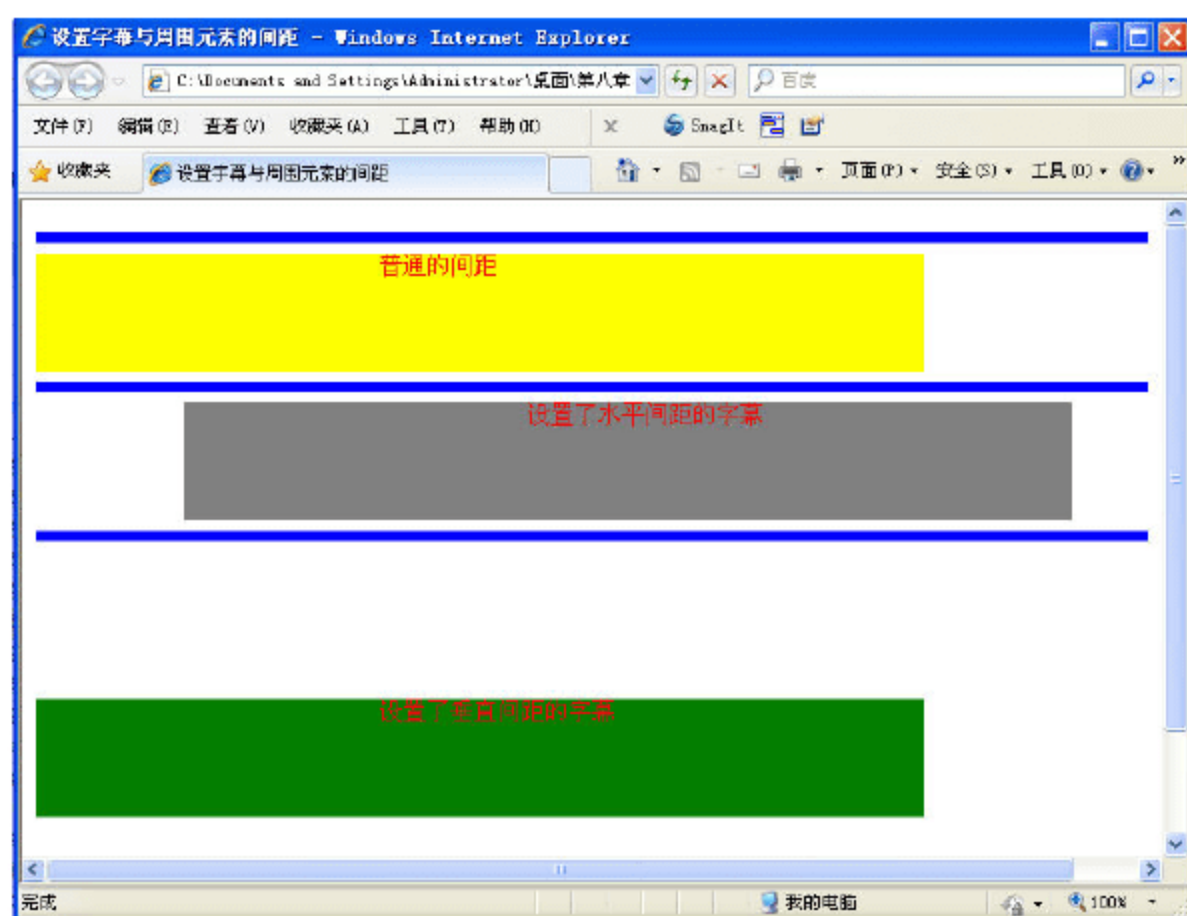 设置字幕与周围元素的间距 - Windows Internet Explorer
C:\Documents and Settings\Administrator\桌面\第八章
百度
文件(F) 编辑(E) 查看(V) 收藏夹(A) 工具(T) 帮助(H) x SnagIt
收藏夹 设置字幕与周围元素的间距 页面(P) 安全(S) 工具(O) »
普通的间距
设置了水平间距的字幕
设置了垂直间距的字幕
完成 我的电脑 100%